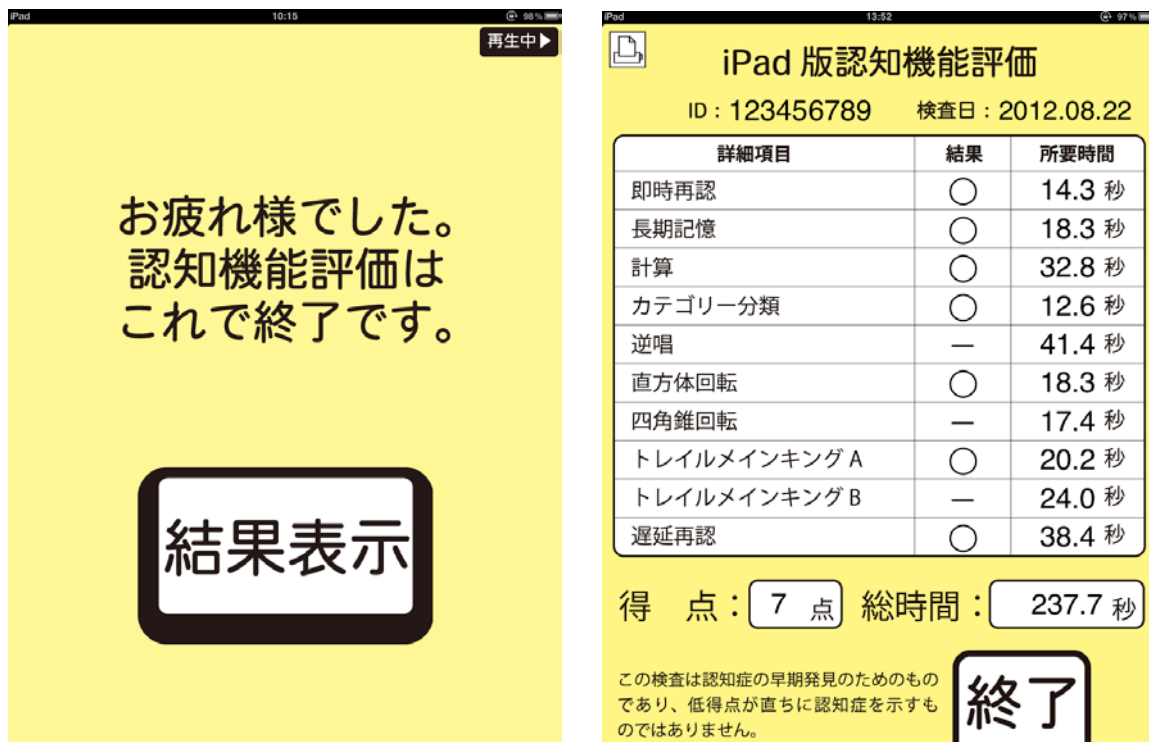 iPad 10:15 98%
再生中▶
お疲れ様でした。
認知機能評価は
これで終了です。
結果表示
iPad 13:52 97%
iPad 版認知機能評価
ID：123456789 検査日：2012.08.22
詳細項目 結果 所要時間
即時再認 ○ 14.3 秒
長期記憶 ○ 18.3 秒
計算 ○ 32.8 秒
カテゴリー分類 ○ 12.6 秒
逆唱 — 41.4 秒
直方体回転 ○ 18.3 秒
四角錐回転 — 17.4 秒
トレイルメインキング A ○ 20.2 秒
トレイルメインキング B — 24.0 秒
遅延再認 ○ 38.4 秒
得 点：7 点 総時間：237.7 秒
この検査は認知症の早期発見のためのもの
であり、低得点が直ちに認知症を示すも
のではありません。
終了